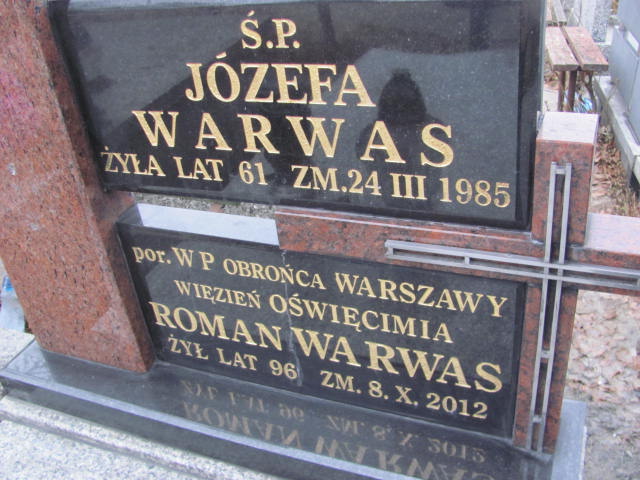 Ś.P.
JÓZEFA
WARWAS
ŻYŁA LAT 61 ZM.24 III 1985
por. W P OBROŃCA WARSZAWY
WIĘZIEŃ OŚWIĘCIMIA
ROMAN WARWAS
ŻYŁ LAT 96 ZM. 8. X. 2012